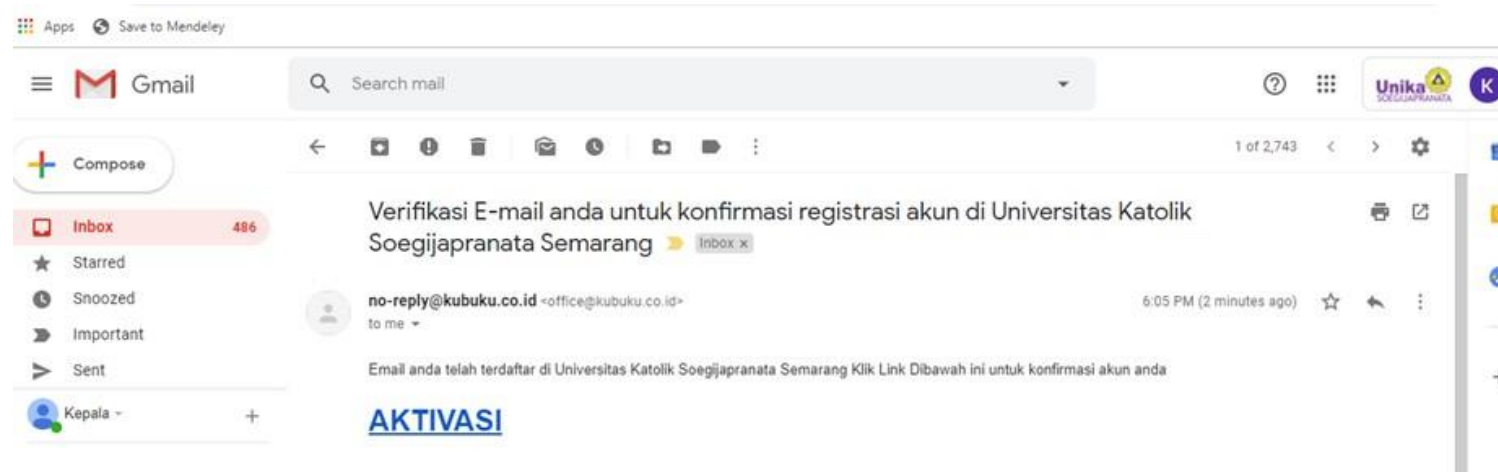 Apps Save to Mendeley
Gmail Search mail Unika SOEGIJAPRANATA K
Compose 1 of 2,743
Verifikasi E-mail anda untuk konfirmasi registrasi akun di Universitas Katolik
Soegijapranata Semarang Inbox x
Inbox 486
Starred
Snoozed
no-reply@kubuku.co.id <office@kubuku.co.id> 6:05 PM (2 minutes ago)
to me
Important
Sent
Email anda telah terdaftar di Universitas Katolik Soegijapranata Semarang Klik Link Dibawah ini untuk konfirmasi akun anda
Kepala
AKTIVASI